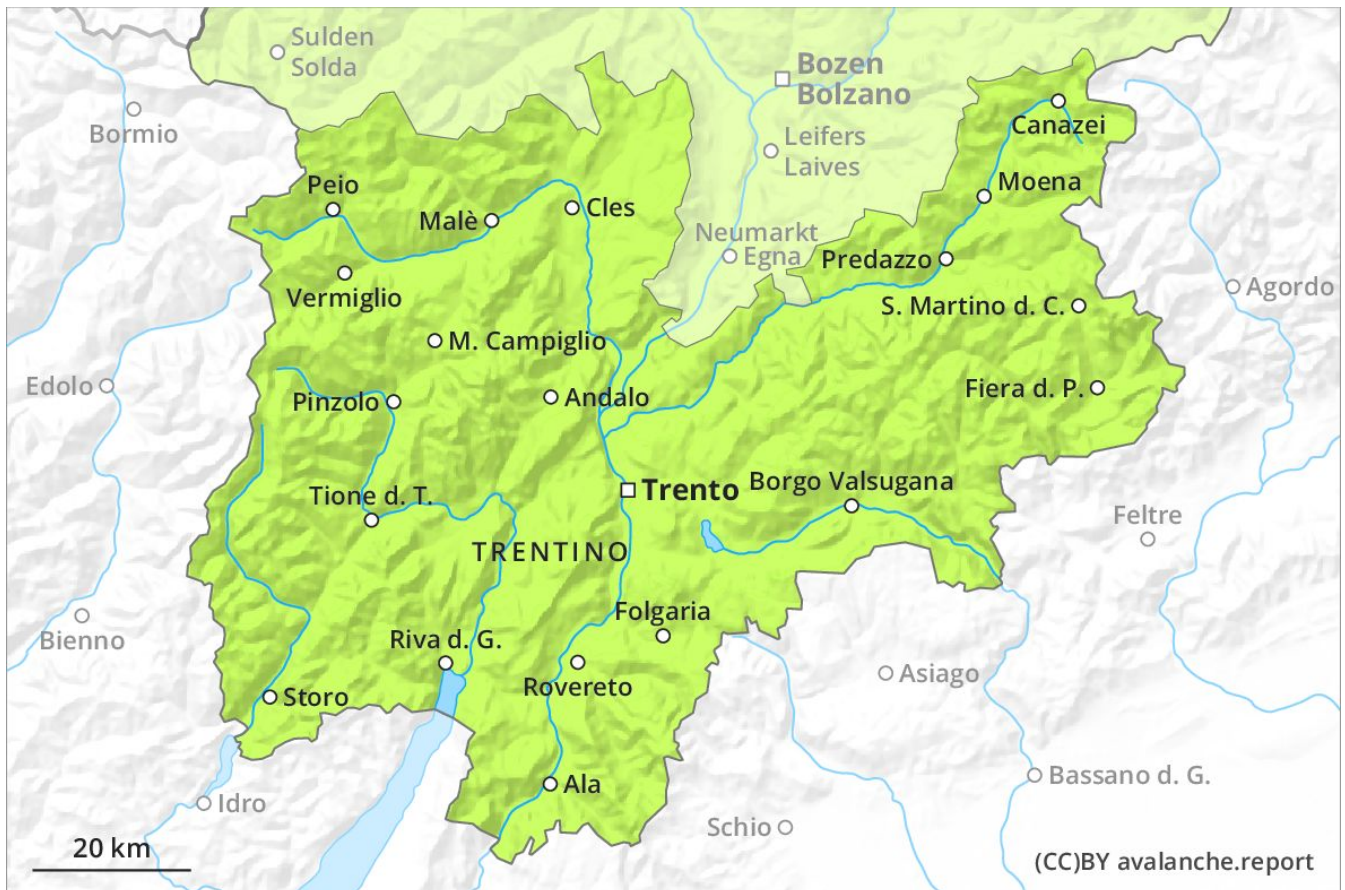 Sulden
Solda
Bozen
Bolzano
Bormio
Canazei
Leifers
Laives
Peio
Moena
Malè
Cles
Neumarkt
Egna
Predazzo
Vermiglio
Agordo
S. Martino d. C.
M. Campiglio
Edolo
Pinzolo
Andalo
Fiera d. P.
Trento
Borgo Valsugana
Tione d. T.
Feltre
TRENTINO
Folgaria
Bienno
Riva d. G.
Asiago
Rovereto
Storo
Bassano d. G.
Ala
Idro
Schio
20 km
(CC)BY avalanche.report